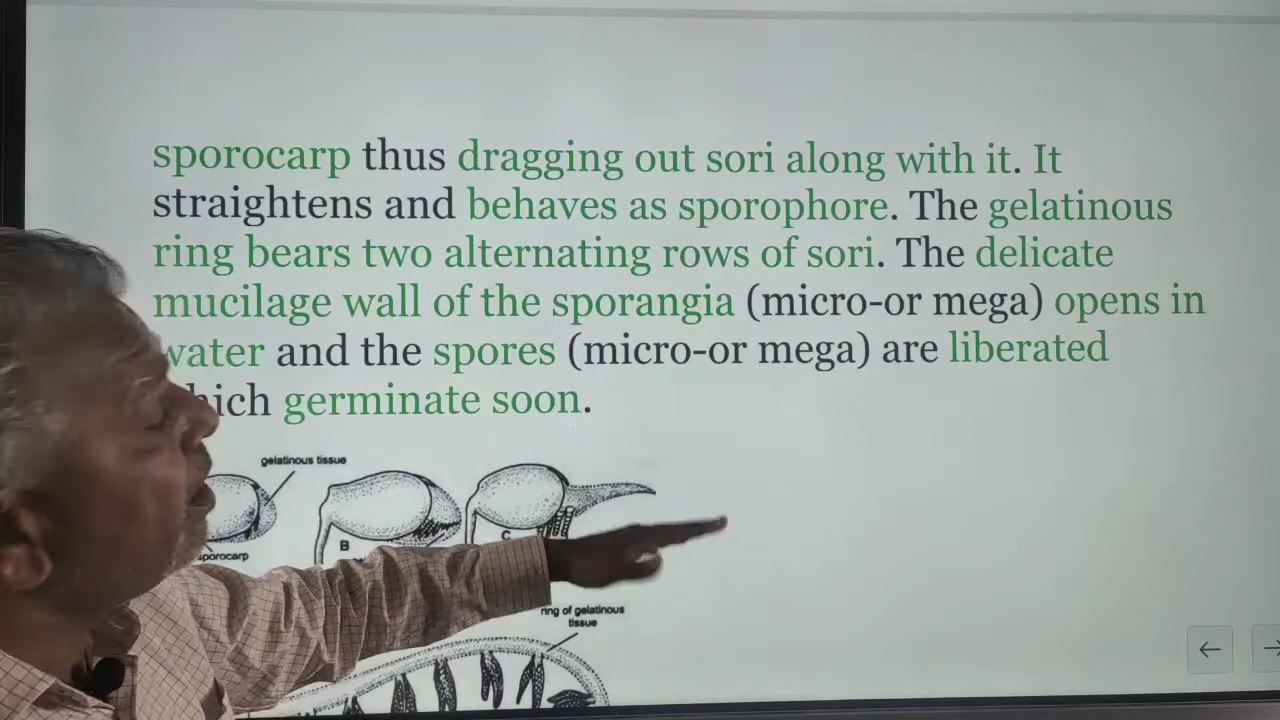 sporocarp thus dragging out sori along with it. It
straightens and behaves as sporophore. The gelatinous
ring bears two alternating rows of sori. The delicate
mucilage wall of the sporangia (micro-or mega) opens in
water and the spores (micro-or mega) are liberated
which germinate soon.
gelatinous tissue
sporocarp
B
C
ring of gelatinous
tissue